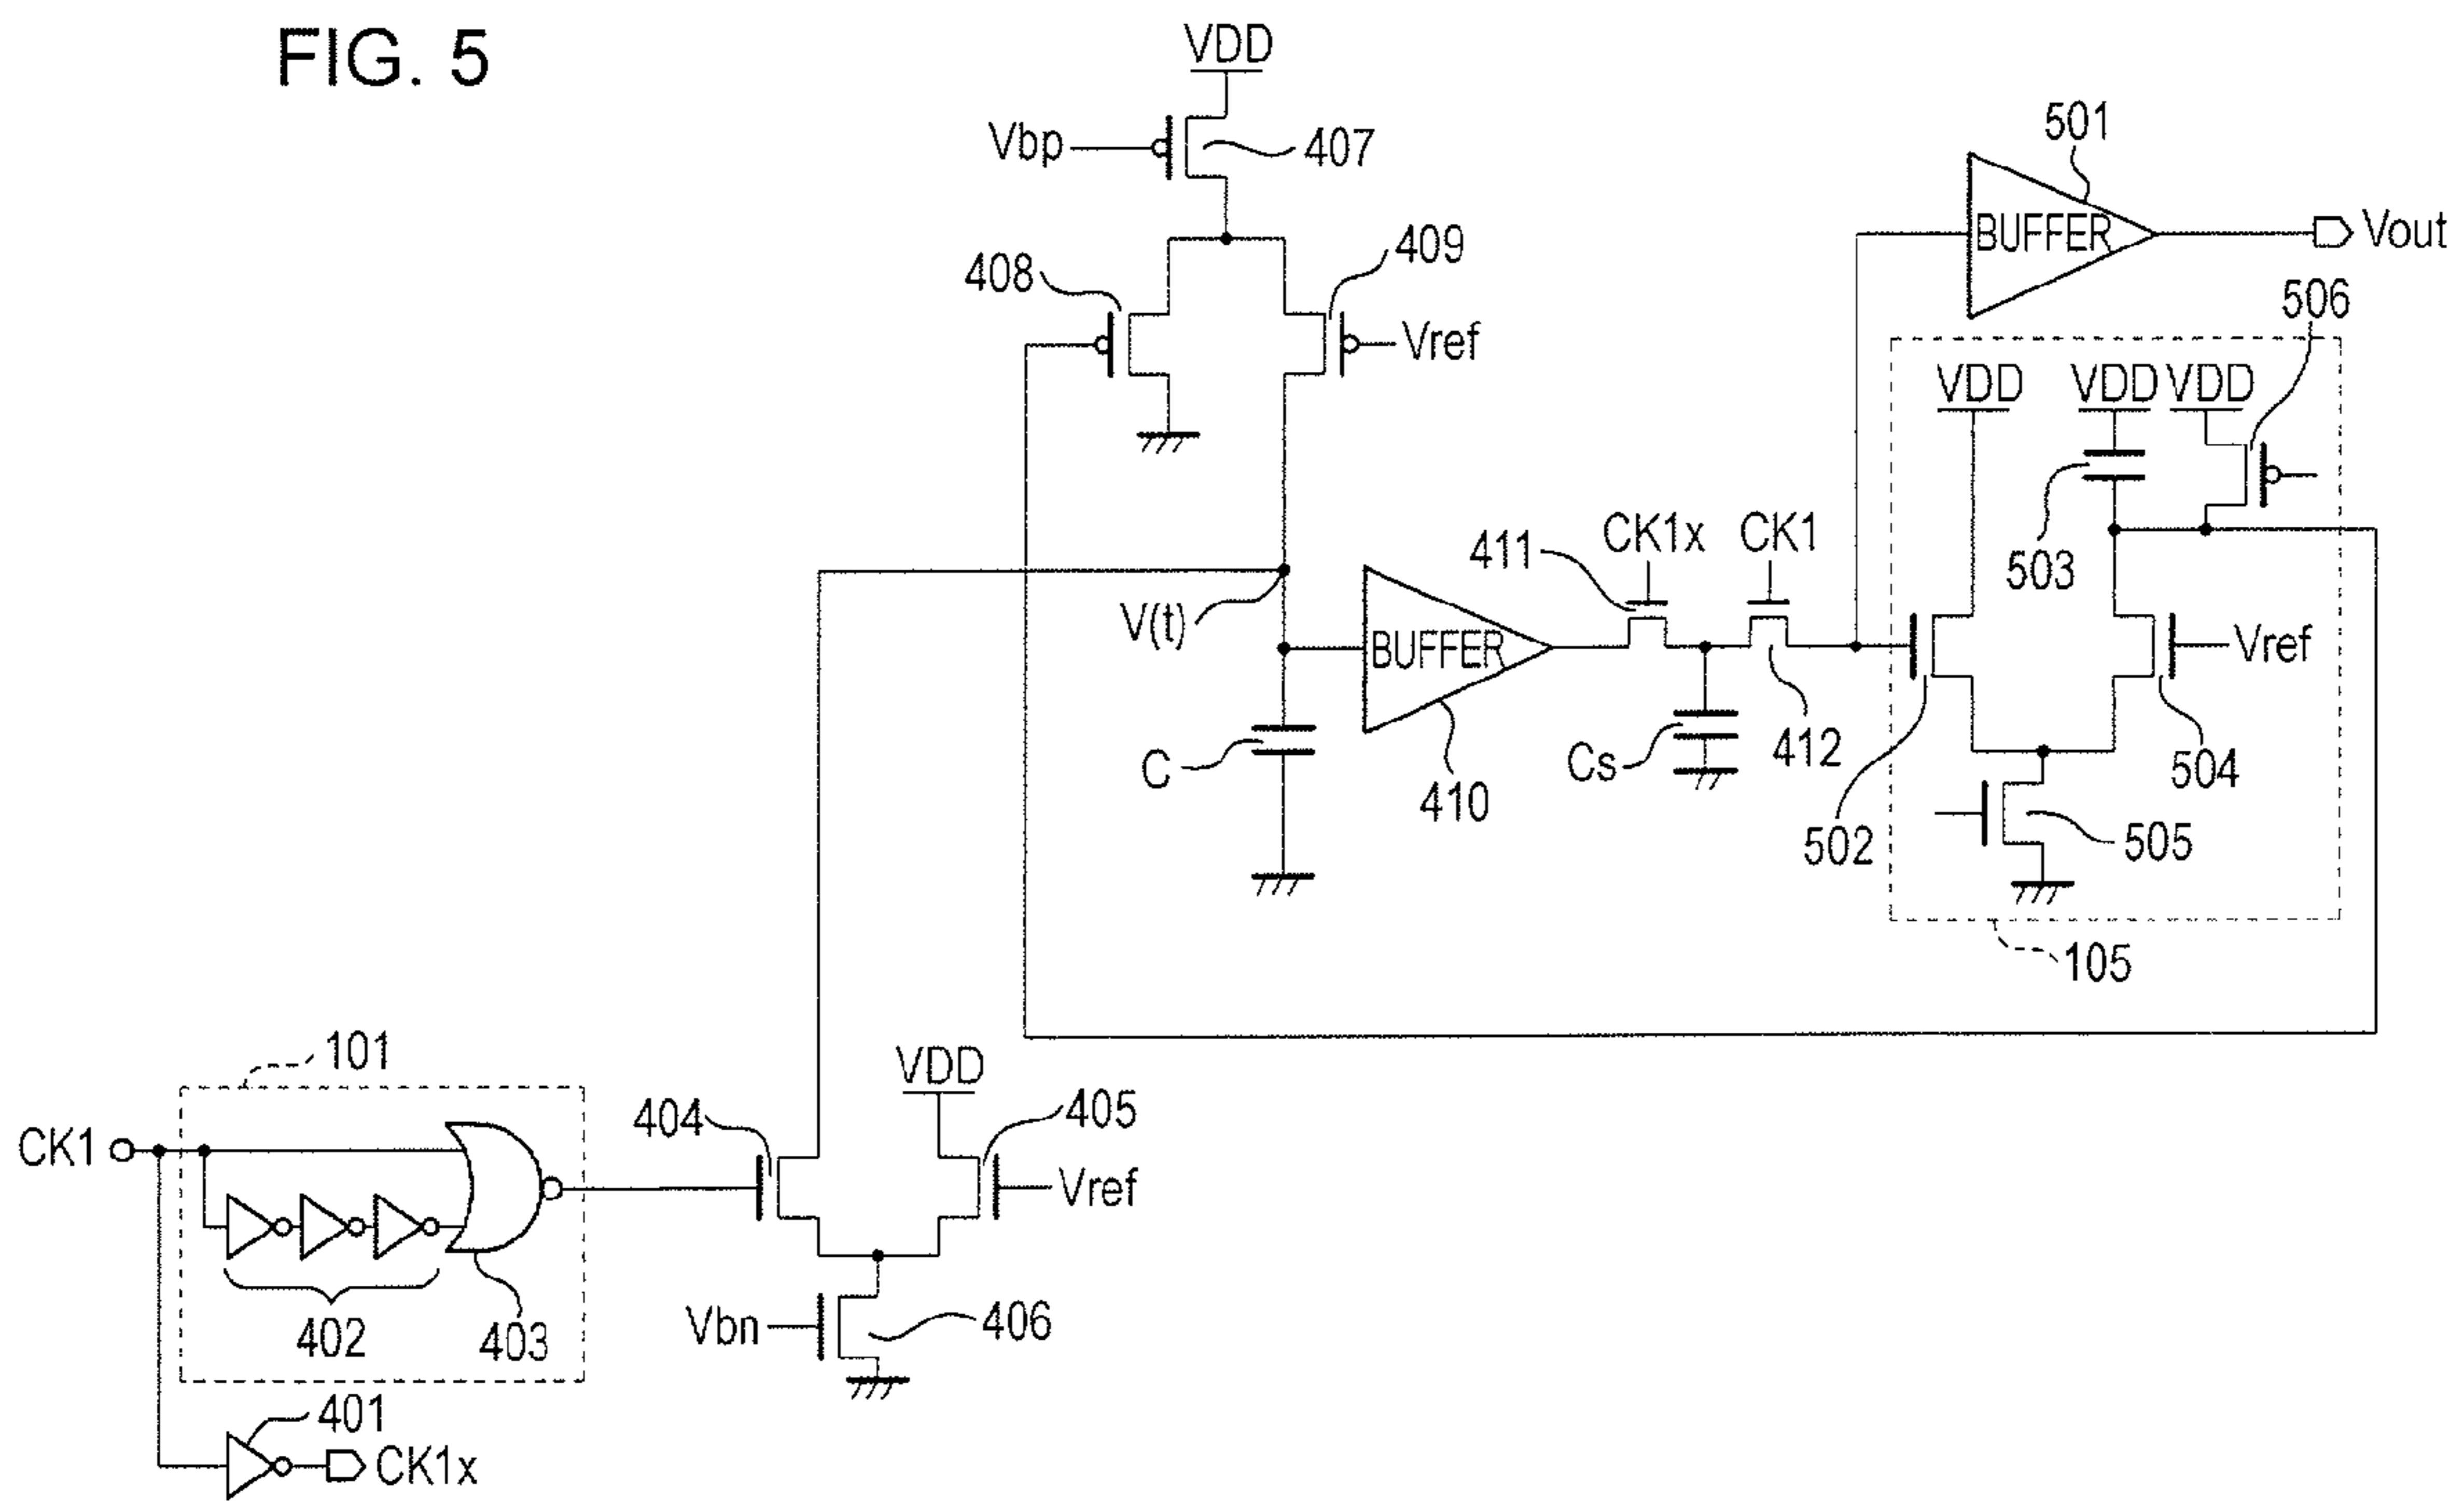 FIG. 5
VDD
Vbp
407
501
BUFFER
Vout
408
409
Vref
506
VDD
VDD
VDD
503
411
CK1x
CK1
V(t)
BUFFER
Vref
C
410
Cs
412
502
504
505
105
101
CK1
402
403
404
VDD
405
Vref
Vbn
406
401
CK1x